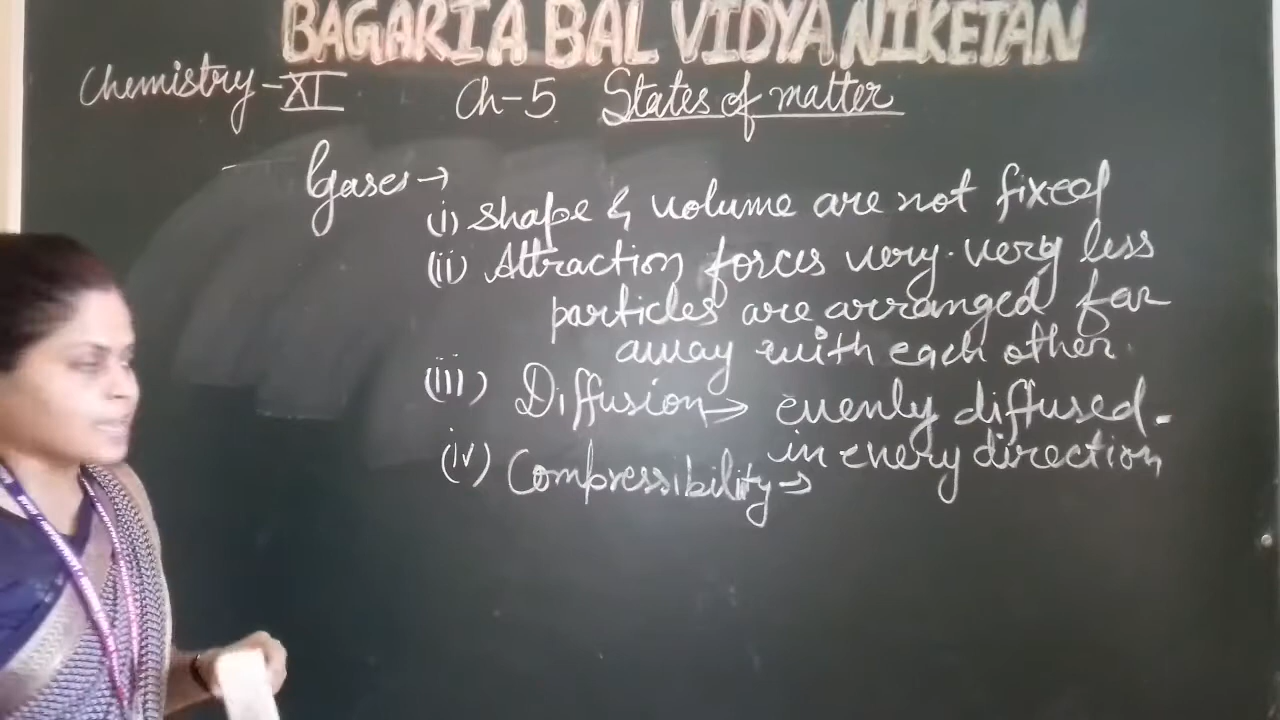 BAGARIA BAL VIDYA NIKETAN
Chemistry-XI Ch-5 States of matter
Gases →
(i) shape & volume are not fixed
(ii) Attraction forces very very less
particles are arranged far
away with each other.
(iii) Diffusion → evenly diffused.
in every direction
(iv) Compressibility →